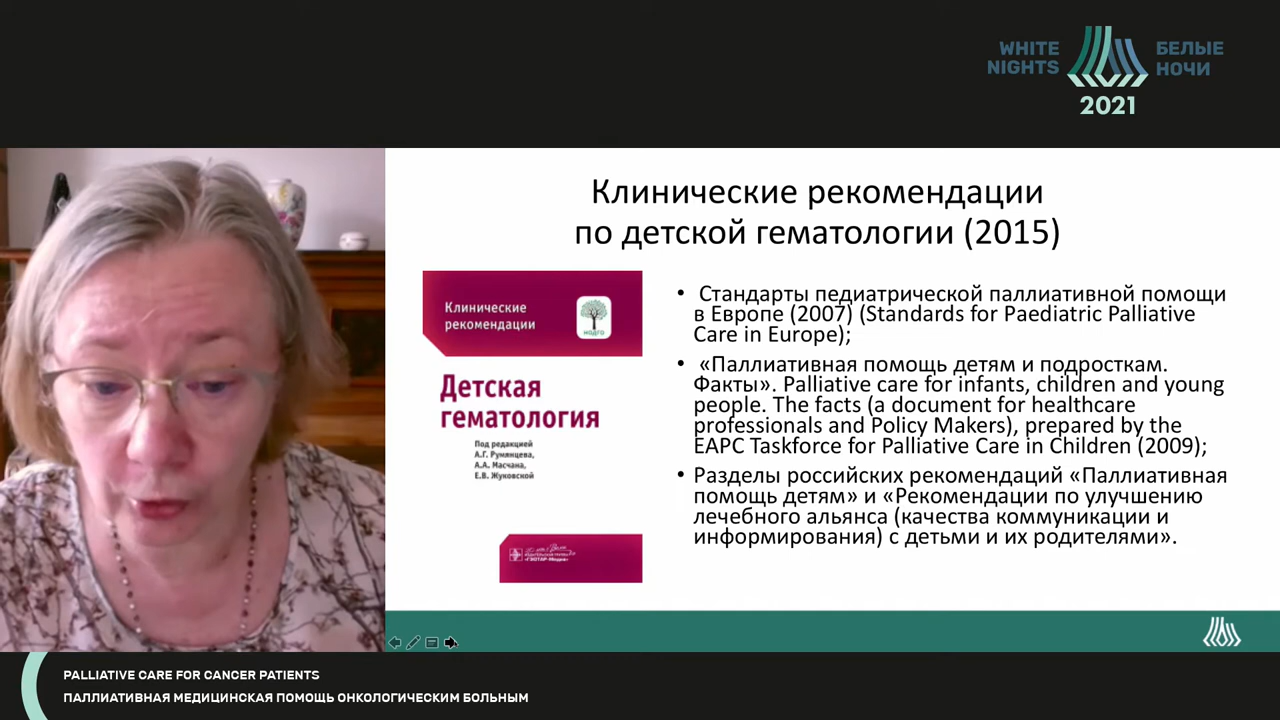 WHITE NIGHTS
БЕЛЫЕ НОЧИ
2021
Клинические рекомендации
по детской гематологии (2015)
Клинические
рекомендации
НОДГО
Детская
гематология
Под редакцией
А.Г. Румянцева,
А.А. Масчана,
Е.В. Жуковской
«ГЭОТАР-Медиа»
• Стандарты педиатрической паллиативной помощи
в Европе (2007) (Standards for Paediatric Palliative
Care in Europe);
• «Паллиативная помощь детям и подросткам.
Факты». Palliative care for infants, children and young
people. The facts (a document for healthcare
professionals and Policy Makers), prepared by the
EAPC Taskforce for Palliative Care in Children (2009);
• Разделы российских рекомендаций «Паллиативная
помощь детям» и «Рекомендации по улучшению
лечебного альянса (качества коммуникации и
информирования) с детьми и их родителями».
PALLIATIVE CARE FOR CANCER PATIENTS
ПАЛЛИАТИВНАЯ МЕДИЦИНСКАЯ ПОМОЩЬ ОНКОЛОГИЧЕСКИМ БОЛЬНЫМ